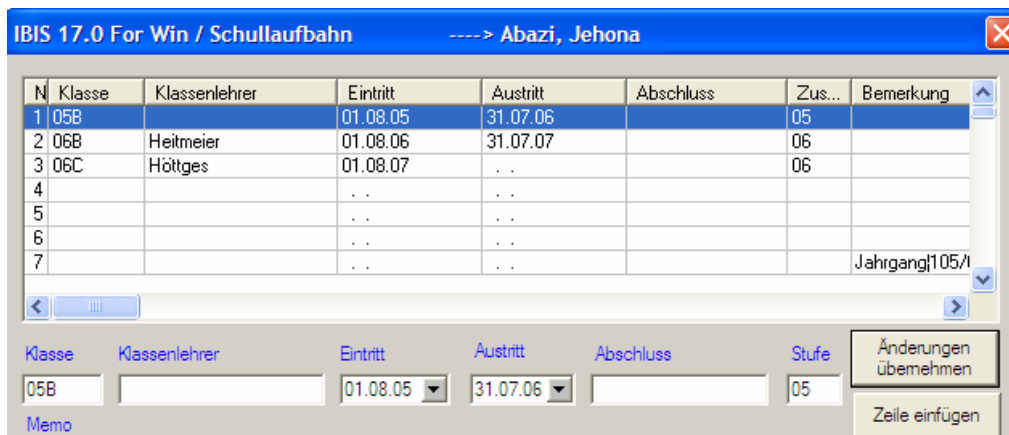 IBIS 17.0 For Win / Schullaufbahn ----> Abazi, Jehona
N Klasse Klassenlehrer Eintritt Austritt Abschluss Zus... Bemerkung
1 05B 01.08.05 31.07.06 05
2 06B Heitmeier 01.08.06 31.07.07 06
3 06C Höttges 01.08.07 . . 06
4 . . . .
5 . . . .
6 . . . .
7 . . . . Jahrgang|105/
Klasse Klassenlehrer Eintritt Austritt Abschluss Stufe Änderungen
übernehmen
05B 01.08.05 31.07.06 05
Memo Zeile einfügen